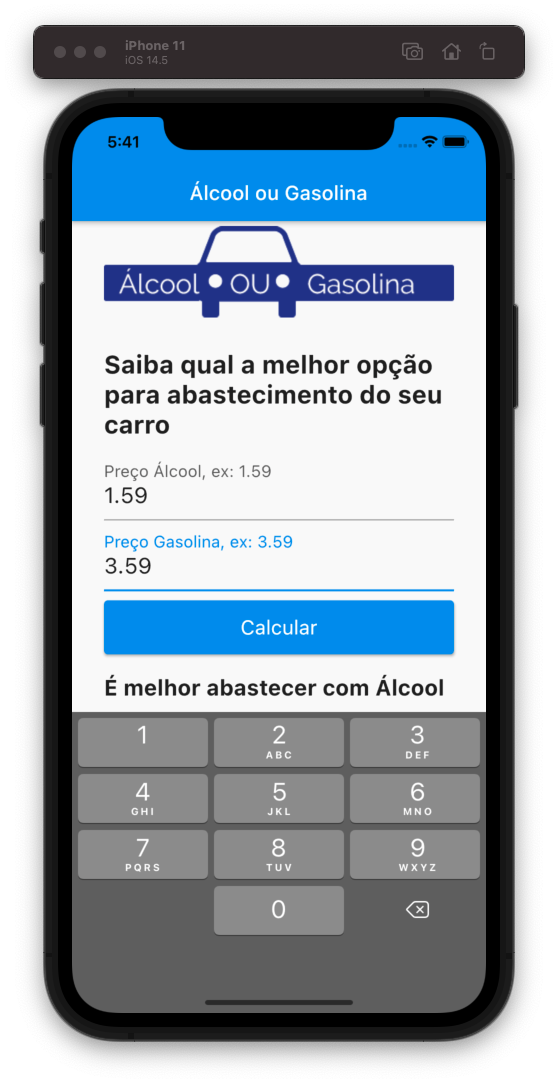 iPhone 11
iOS 14.5
5:41
Álcool ou Gasolina
Álcool OU Gasolina
Saiba qual a melhor opção
para abastecimento do seu
carro
Preço Álcool, ex: 1.59
1.59
Preço Gasolina, ex: 3.59
3.59
Calcular
É melhor abastecer com Álcool
1 2 3
ABC DEF
4 5 6
GHI JKL MNO
7 8 9
PQRS TUV WXYZ
0